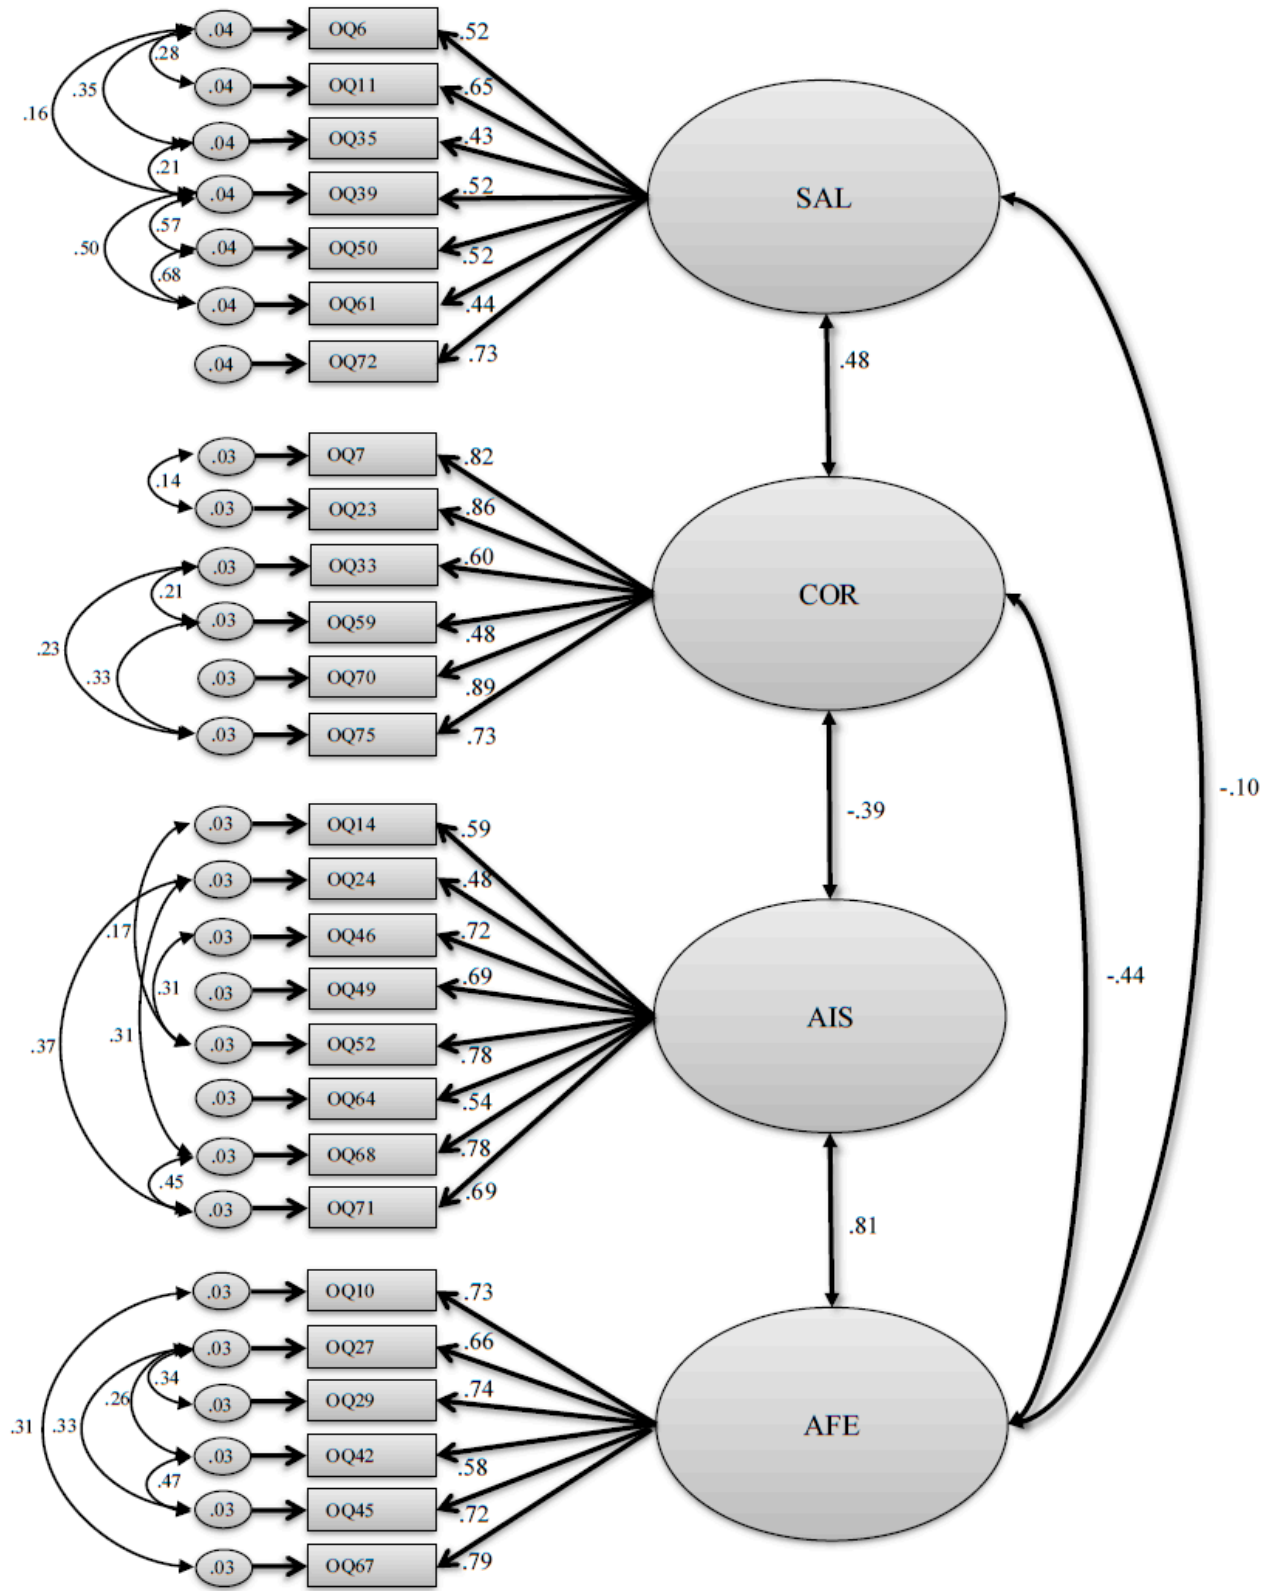 .04 OQ6 .52
.28
.04 OQ11 .65
.35
.16
.04 OQ35 .43
.21
.04 OQ39 .52
SAL
.57
.50
.04 OQ50 .52
.68
.04 OQ61 .44
.04 OQ72 .73
.48
.03 OQ7 .82
.14
.03 OQ23 .86
.03 OQ33 .60
.21
COR
.03 OQ59 .48
.23
.33
.03 OQ70 .89
.03 OQ75 .73
-.10
-.39
.03 OQ14 .59
.03 OQ24 .48
.17
.03 OQ46 .72
-.44
.31
.03 OQ49 .69
AIS
.31
.37
.03 OQ52 .78
.03 OQ64 .54
.03 OQ68 .78
.45
.03 OQ71 .69
.81
.03 OQ10 .73
.03 OQ27 .66
.34
.26
.03 OQ29 .74
.31 .33
AFE
.03 OQ42 .58
.47
.03 OQ45 .72
.03 OQ67 .79